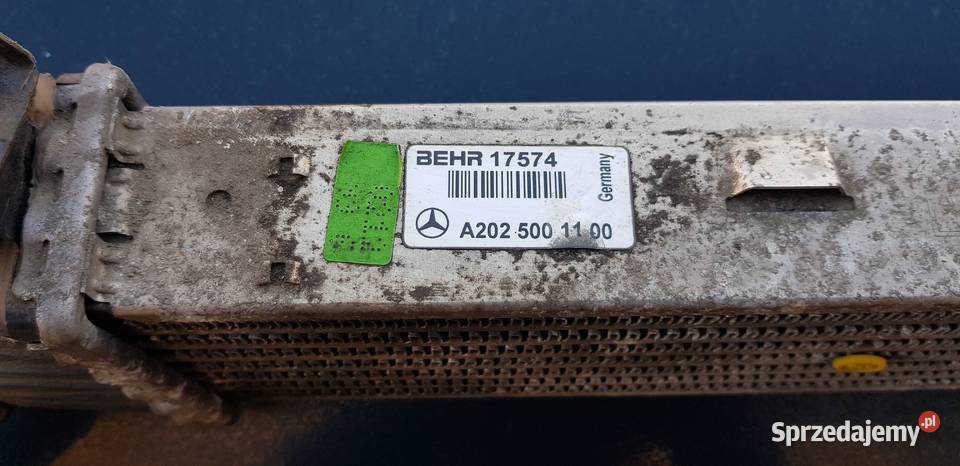 BEHR 17574
Germany
A202 500 11 00
Sprzedajemy.pl